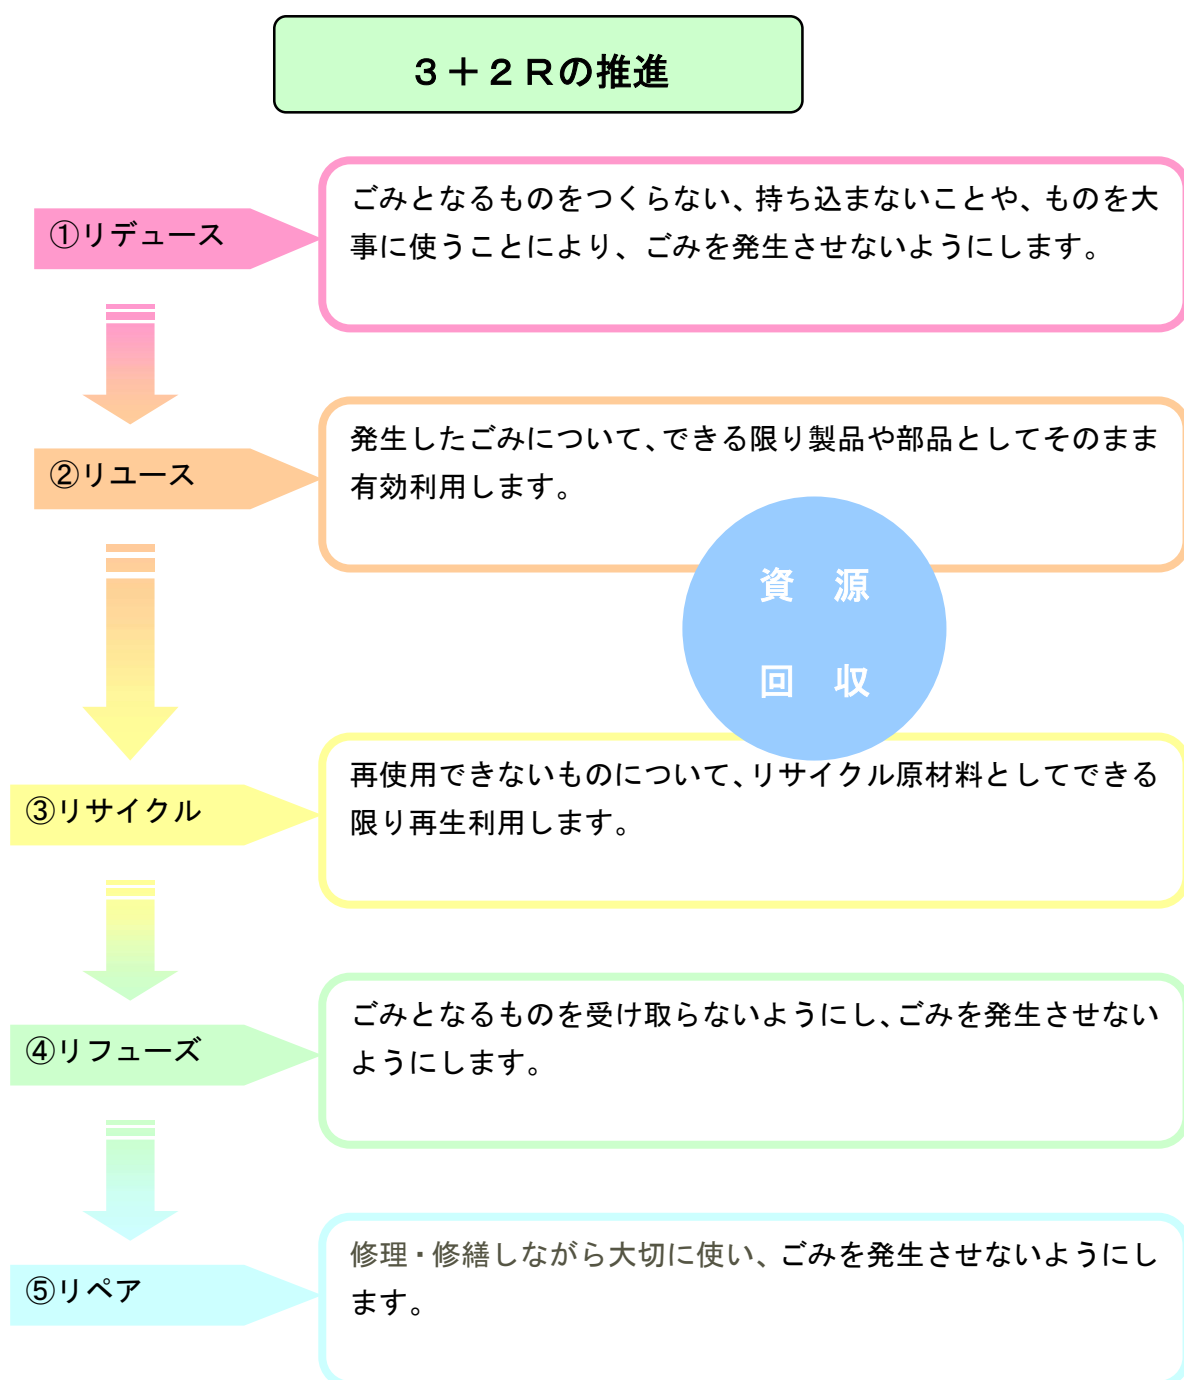 3＋2Rの推進
①リデュース
ごみとなるものをつくらない、持ち込まないことや、ものを大
事に使うことにより、ごみを発生させないようにします。
②リユース
発生したごみについて、できる限り製品や部品としてそのまま
有効利用します。
資　源
回　収
③リサイクル
再使用できないものについて、リサイクル原材料としてできる
限り再生利用します。
④リフューズ
ごみとなるものを受け取らないようにし、ごみを発生させない
ようにします。
⑤リペア
修理・修繕しながら大切に使い、ごみを発生させないようにし
ます。